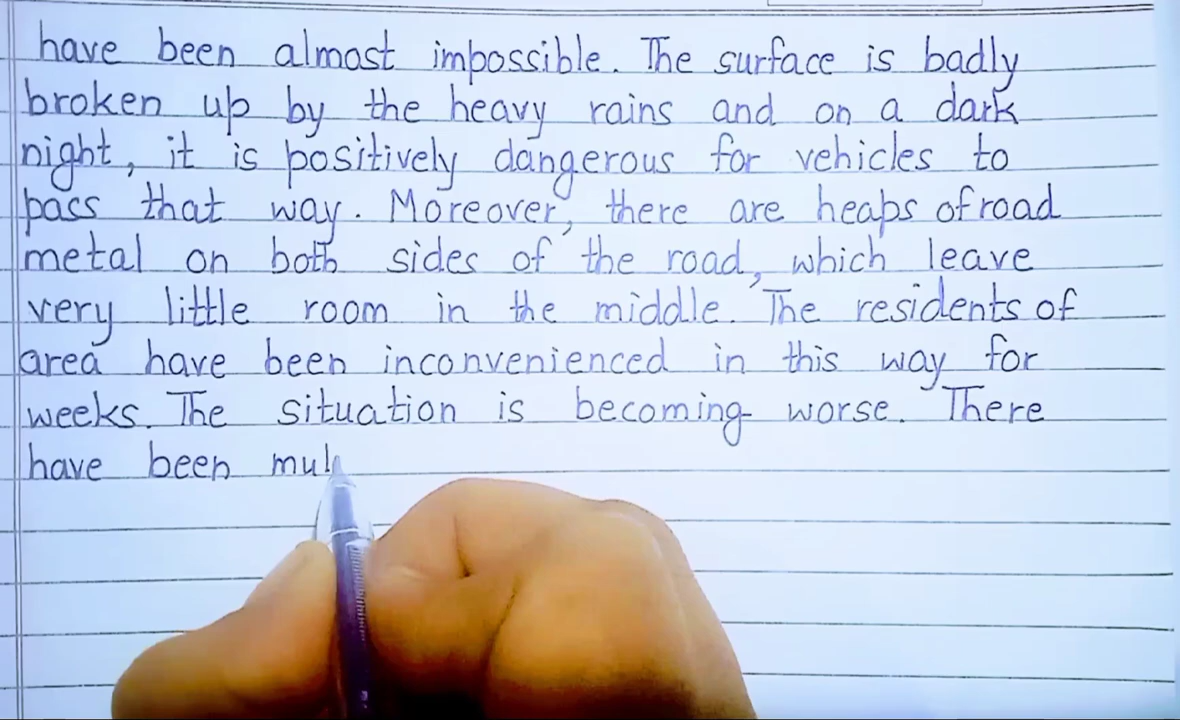 have been almost impossible. The surface is badly
broken up by the heavy rains and on a dark
night, it is positively dangerous for vehicles to
pass that way. Moreover, there are heaps of road
metal on both sides of the road, which leave
very little room in the middle. The residents of
area have been inconvenienced in this way for
weeks. The situation is becoming worse. There
have been mul